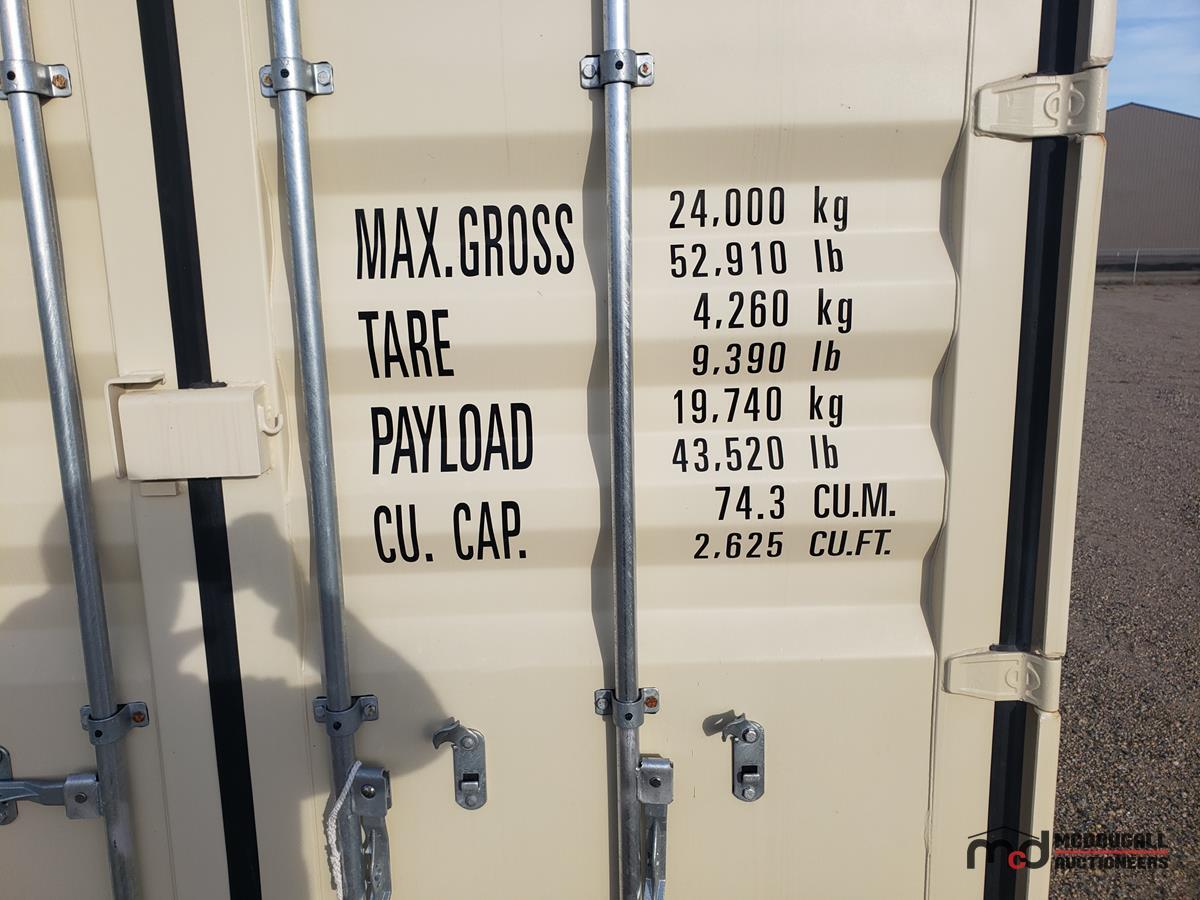 MAX.GROSS 24,000 kg
52,910 lb
TARE 4,260 kg
9,390 lb
PAYLOAD 19,740 kg
43,520 lb
CU. CAP. 74.3 CU.M.
2,625 CU.FT.
mcd MCDOUGALL
AUCTIONEERS